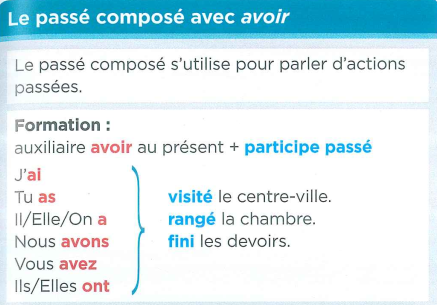 Le passé composé avec avoir
Le passé composé s'utilise pour parler d'actions
passées.
Formation :
auxiliaire avoir au présent + participe passé
J'ai
Tu as
Il/Elle/On a
Nous avons
Vous avez
Ils/Elles ont
visité le centre-ville.
rangé la chambre.
fini les devoirs.